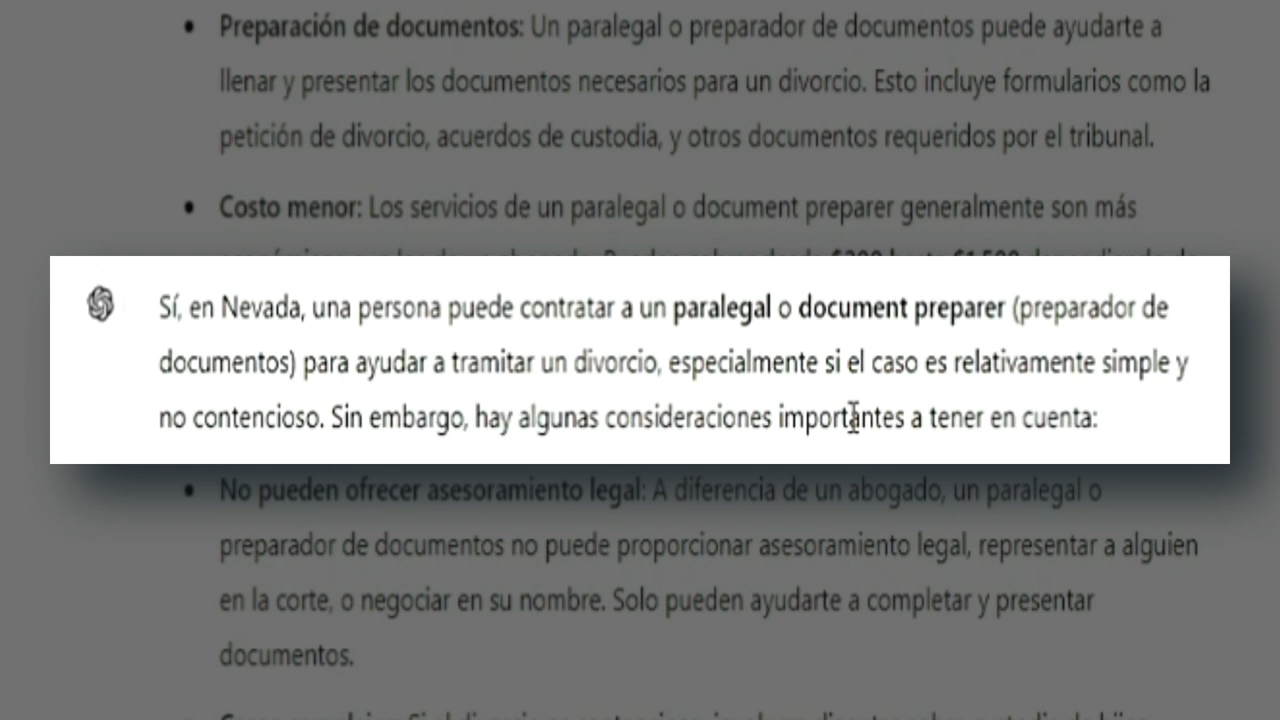 • Preparación de documentos: Un paralegal o preparador de documentos puede ayudarte a
llenar y presentar los documentos necesarios para un divorcio. Esto incluye formularios como la
petición de divorcio, acuerdos de custodia, y otros documentos requeridos por el tribunal.
• Costo menor: Los servicios de un paralegal o document preparer generalmente son más
Sí, en Nevada, una persona puede contratar a un paralegal o document preparer (preparador de
documentos) para ayudar a tramitar un divorcio, especialmente si el caso es relativamente simple y
no contencioso. Sin embargo, hay algunas consideraciones importantes a tener en cuenta:
• No pueden ofrecer asesoramiento legal: A diferencia de un abogado, un paralegal o
preparador de documentos no puede proporcionar asesoramiento legal, representar a alguien
en la corte, o negociar en su nombre. Solo pueden ayudarte a completar y presentar
documentos.